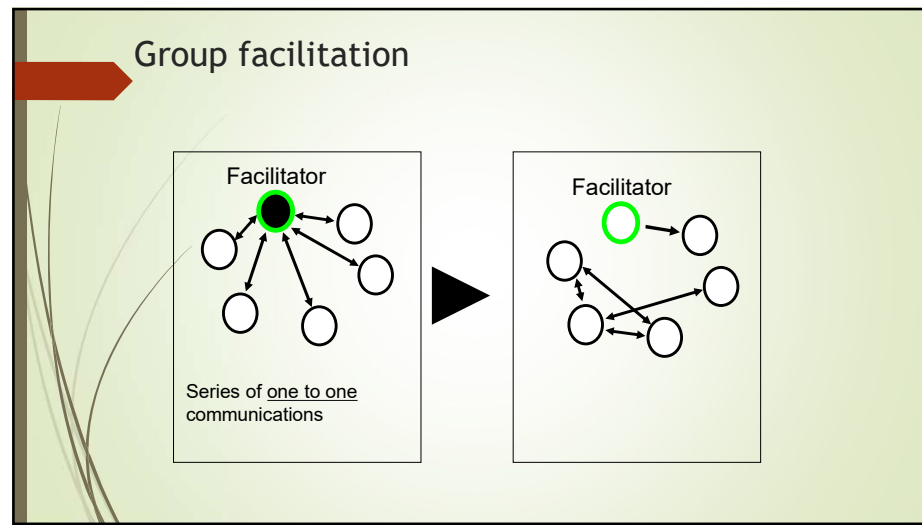 Group facilitation
Facilitator
Series of one to one
communications
Facilitator